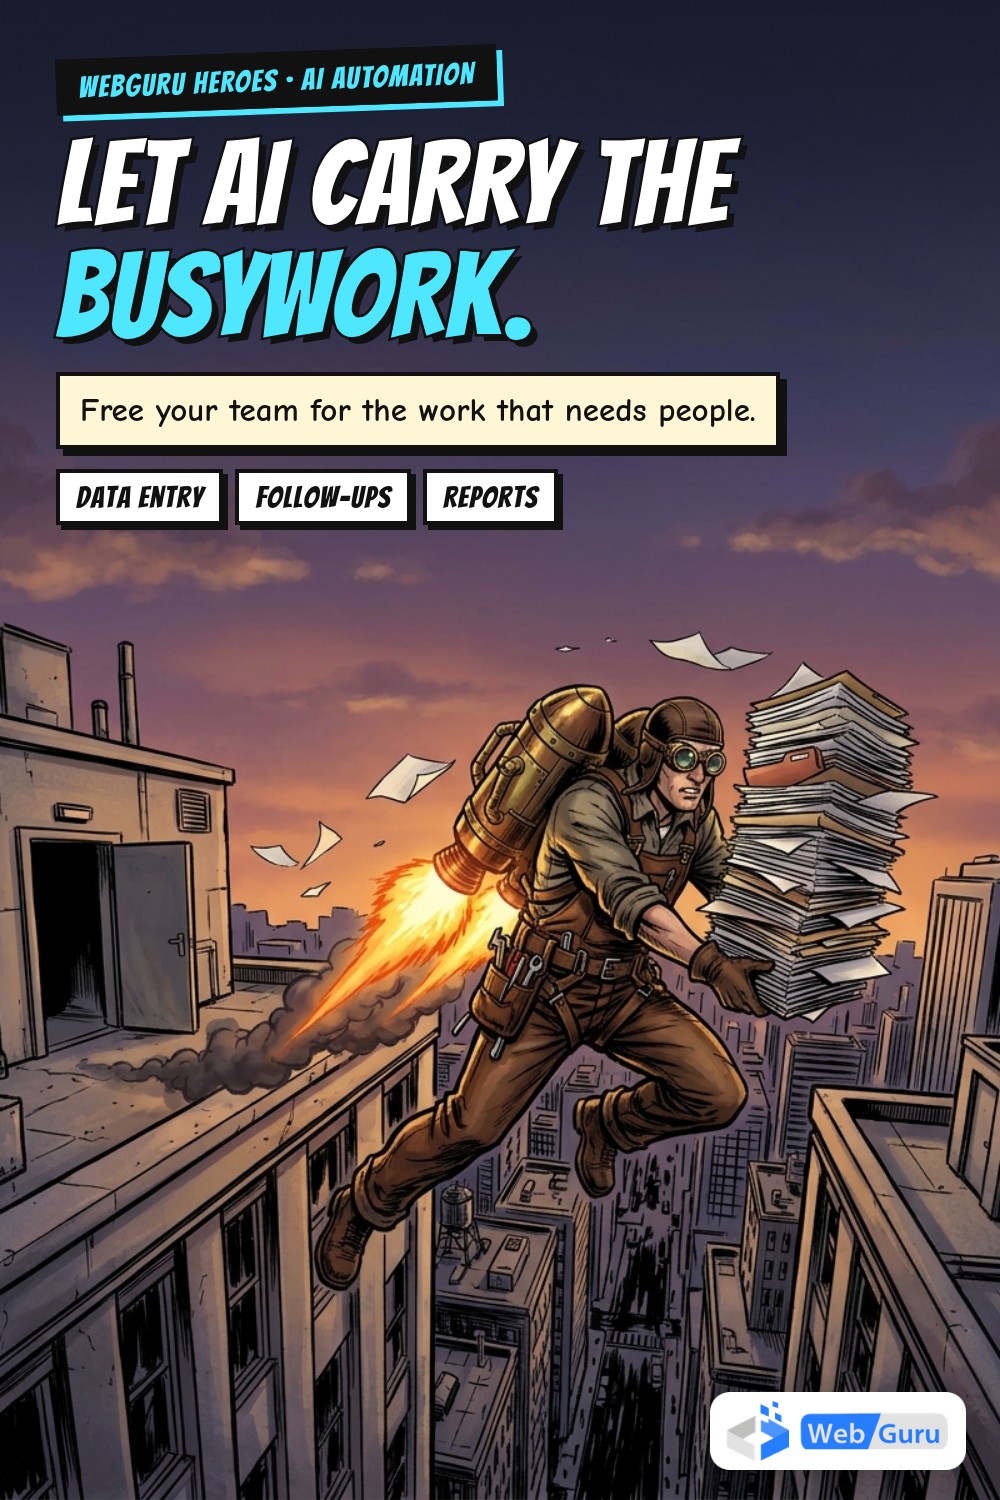 WEBGURU HEROES · AI AUTOMATION
LET AI CARRY THE
BUSYWORK.
Free your team for the work that needs people.
DATA ENTRY
FOLLOW-UPS
REPORTS
Web Guru